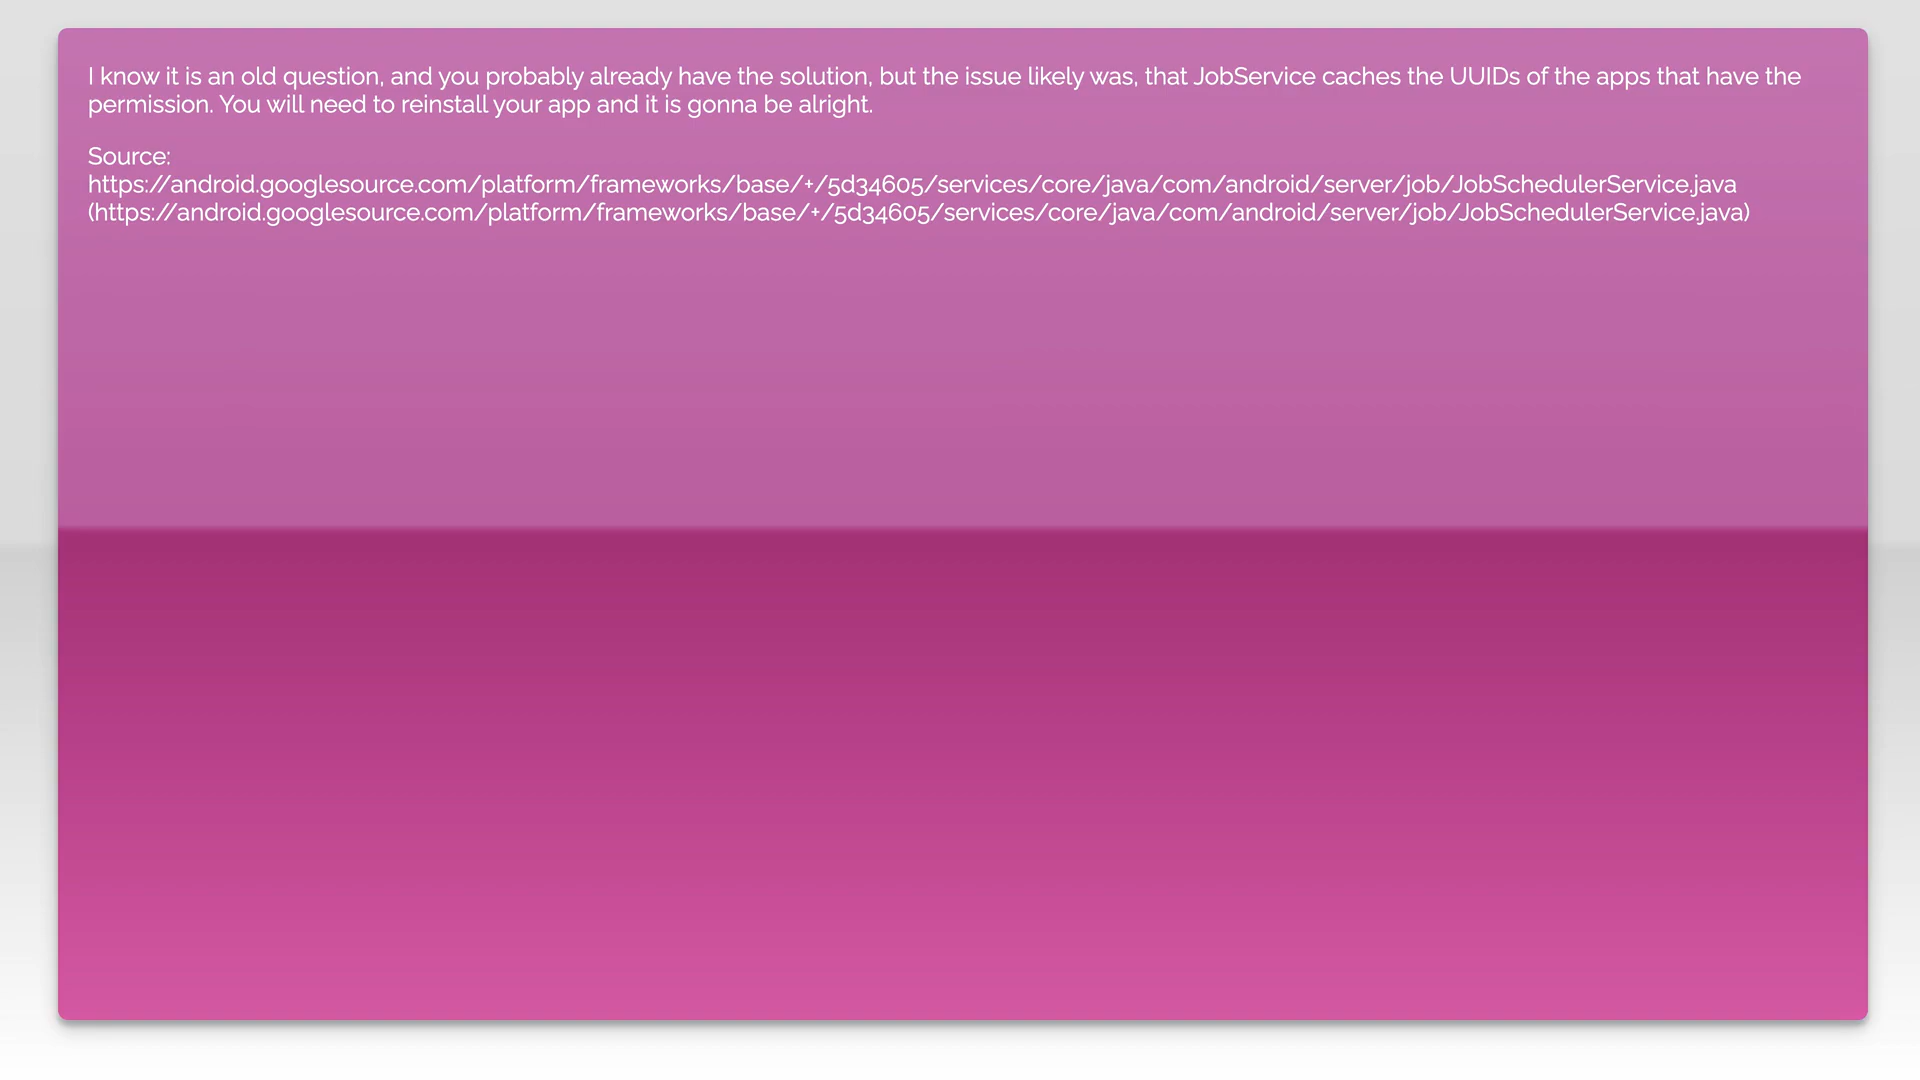 I know it is an old question, and you probably already have the solution, but the issue likely was, that JobService caches the UUIDs of the apps that have the
permission. You will need to reinstall your app and it is gonna be alright.
Source:
https://android.googlesource.com/platform/frameworks/base/+/5d34605/services/core/java/com/android/server/job/JobSchedulerService.java
(https://android.googlesource.com/platform/frameworks/base/+/5d34605/services/core/java/com/android/server/job/JobSchedulerService.java)